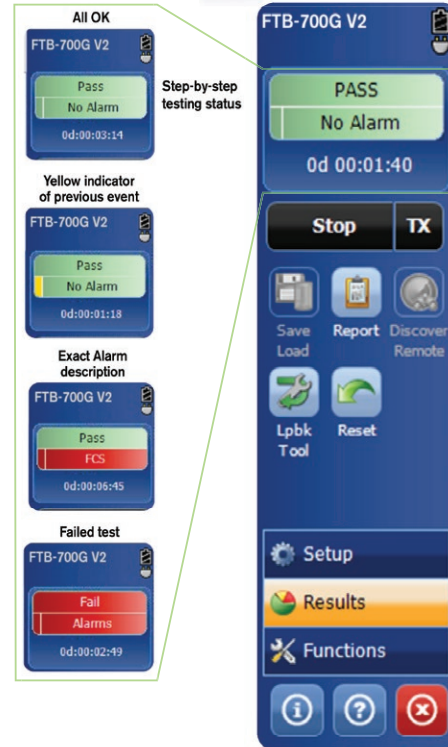 All OK
FTB-700G V2
Pass
No Alarm
0d:00:03:14
Step-by-step
testing status
Yellow indicator
of previous event
FTB-700G V2
Pass
No Alarm
0d:00:01:18
Exact Alarm
description
FTB-700G V2
Pass
FCS
0d:00:06:45
Failed test
FTB-700G V2
Fail
Alarms
0d:00:02:49
FTB-700G V2
PASS
No Alarm
0d 00:01:40
Stop TX
Save Report Discover
Load Remote
Lpbk Reset
Tool
Setup
Results
Functions